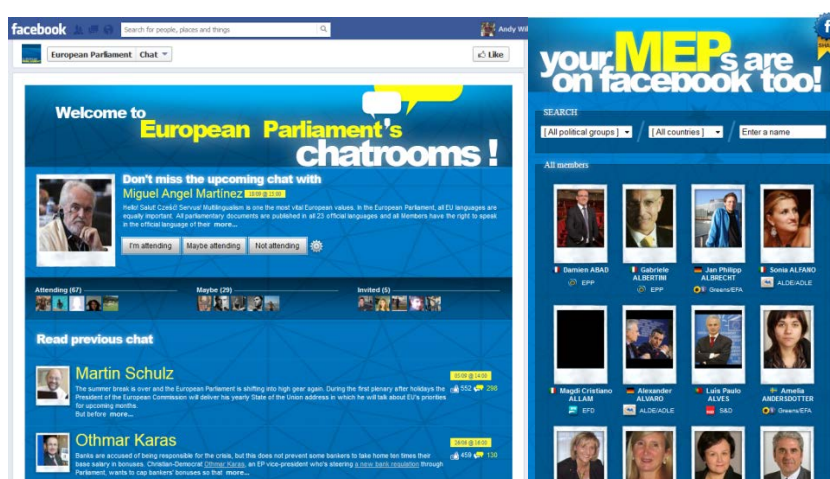 facebook
Search for people, places and things
Andy Wil
European Parliament
Chat
Like
Welcome to
European Parliament's
chatrooms !
Don't miss the upcoming chat with
Miguel Angel Martínez
Hello! Salut! Cześć! Servus! Multilingualism is one the most vital European values. In the European Parliament, all EU languages are
equally important. All parliamentary documents are published in all 23 official languages and all Members have the right to speak
in the official language of their more...
I'm attending
Maybe attending
Not attending
Attending (67)
Maybe (29)
Invited (5)
Read previous chat
Martin Schulz
The summer break is over and the European Parliament is shifting into high gear again. During the first plenary after holidays the
President of the European Commission will deliver his yearly State of the Union address in which he will talk about EU's priorities
for upcoming months.
But before more...
552 298
Othmar Karas
Banks are accused of being responsible for the crisis, but this does not prevent some bankers to take home ten times their
base salary in bonuses. Christian-Democrat Othmar Karas, an EP vice-president who's steering a new bank regulation through
Parliament, wants to cap bankers' bonuses so that more...
459 130
your MEPs are
on facebook too!
SEARCH
[ All political groups ]
[ All countries ]
Enter a name
All members
Damien ABAD
EPP
Gabriele
ALBERTINI
EPP
Jan Philipp
ALBRECHT
Greens/EFA
Sonia ALFANO
ALDE/ADLE
Magdi Cristiano
ALLAM
EFD
Alexander
ALVARO
ALDE/ADLE
Luís Paulo
ALVES
S&D
Amelia
ANDERSDOTTER
Greens/EFA